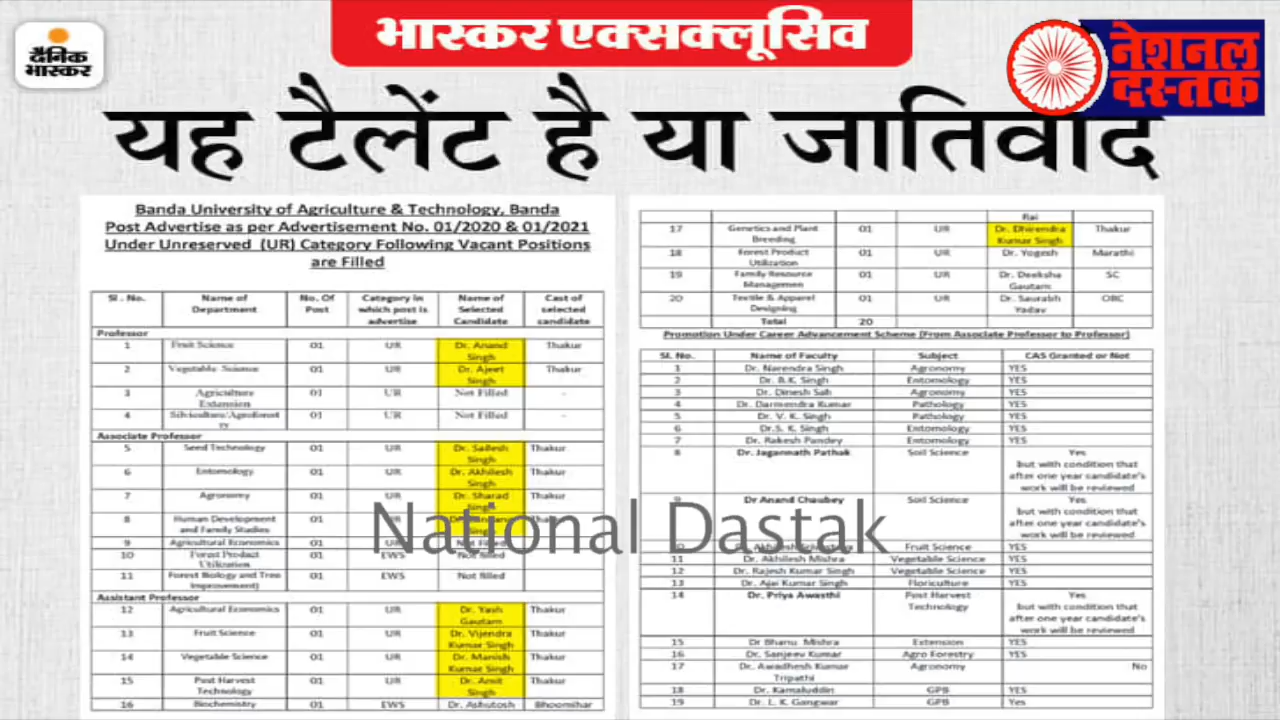 भास्कर एक्सक्लूसिव
दैनिक
भास्कर
नेशनल
दस्तक
यह टैलेंट है या जातिवाद
Banda University of Agriculture & Technology, Banda
Post Advertise as per Advertisement No. 01/2020 & 01/2021
Under Unreserved (UR) Category Following Vacant Positions
are Filled
Sl . No. Name of Department No. Of Post Category in which post is advertise Name of Selected Candidate Cast of selected candidate
Professor
1 Fruit Science 01 UR Dr. Anand Singh Thakur
2 Vegetable Science 01 UR Dr. Ajeet Singh Thakur
3 Agriculture Extension 01 UR Not Filled -
4 Silviculture/Agroforestry 01 UR Not Filled -
Associate Professor
5 Seed Technology 01 UR Dr. Sailesh Singh Thakur
6 Entomology 01 UR Dr. Akhilesh Singh Thakur
7 Agronomy 01 UR Dr. Sharad Singh Thakur
8 Human Development and Family Studies 01 UR Singh Thakur
9 Agricultural Economics 01 UR Not Filled
10 Forest Product Utilization 01 EWS Not filled
11 Forest Biology and Tree Improvement) 01 EWS Not filled
Assistant Professor
12 Agricultural Economics 01 UR Dr. Yash Gautam Thakur
13 Fruit Science 01 UR Dr. Vijendra Kumar Singh Thakur
14 Vegetable Science 01 UR Dr. Manish Kumar Singh Thakur
15 Post Harvest Technology 01 UR Dr. Amit Singh Thakur
16 Biochemistry 01 EWS Dr. Ashutosh Bhoomihar
Rai
17 Genetics and Plant Breeding 01 UR Dr. Dhirendra Kumar Singh Thakur
18 Forest Product Utilization 01 UR Dr. Yogesh Marathi
19 Family Resource Managemen 01 UR Dr. Deeksha Gautam SC
20 Textile & Apparel Designing 01 UR Dr. Saurabh Yadav OBC
Total 20
Promotion Under Career Advancement Scheme (From Associate Professor to Professor)
Sl. No. Name of Faculty Subject CAS Granted or Not
1 Dr. Narendra Singh Agronomy YES
2 Dr. B.K. Singh Entomology YES
3 Dr. Dinesh Sah Agronomy YES
4 Dr. Darmendra Kumar Pathology YES
5 Dr. V. K. Singh Pathology YES
6 Dr.S. K. Singh Entomology YES
7 Dr. Rakesh Pandey Entomology YES
8 Dr. Jagannath Pathak Soil Science Yes
but with condition that
after one year candidate's
work will be reviewed
9 Dr Anand Chaubey Soil Science Yes
but with condition that
after one year candidate's
work will be reviewed
10 Dr. Akhilesh Fruit Science YES
11 Dr. Akhilesh Mishra Vegetable Science YES
12 Dr. Rajesh Kumar Singh Vegetable Science YES
13 Dr. Ajai Kumar Singh Floriculture YES
14 Dr. Priya Awasthi Post Harvest Technology Yes
but with condition that
after one year candidate's
work will be reviewed
15 Dr Bhanu Mishra Extension YES
16 Dr. Sanjeev Kumar Agro Forestry YES
17 Dr. Awadhesh Kumar Tripathi Agronomy No
18 Dr. Kamaluddin GPB YES
19 Dr. L. K. Gangwar GPB Yes
National Dastak